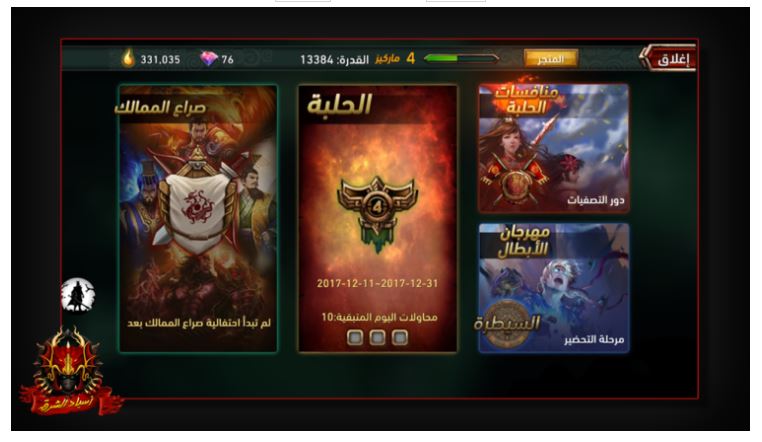 إغلاق
المتجر
4 ماركيز القدرة: 13384
76
331,035
منافسات
الحلبة
دور التصفيات
مهرجان
الأبطال
السيطرة
مرحلة التحضير
الحلبة
4
2017-12-11~2017-12-31
محاولات اليوم المتبقية:10
صراع الممالك
لم تبدأ احتفالية صراع الممالك بعد
أسياد الشرق